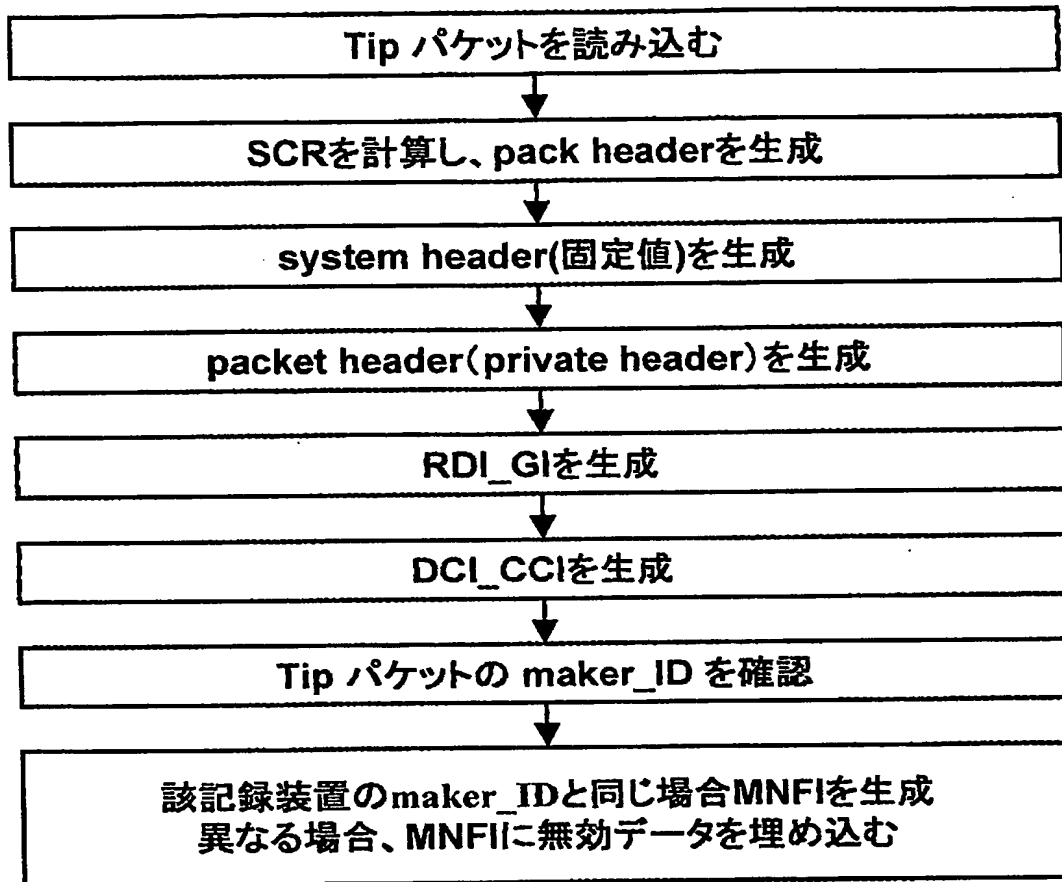 Tip パケットを読み込む
SCRを計算し、pack headerを生成
system header(固定値)を生成
packet header(private header)を生成
RDI_GIを生成
DCI_CCIを生成
Tip パケットの maker_ID を確認
該記録装置のmaker_IDと同じ場合MNFIを生成
異なる場合、MNFIに無効データを埋め込む